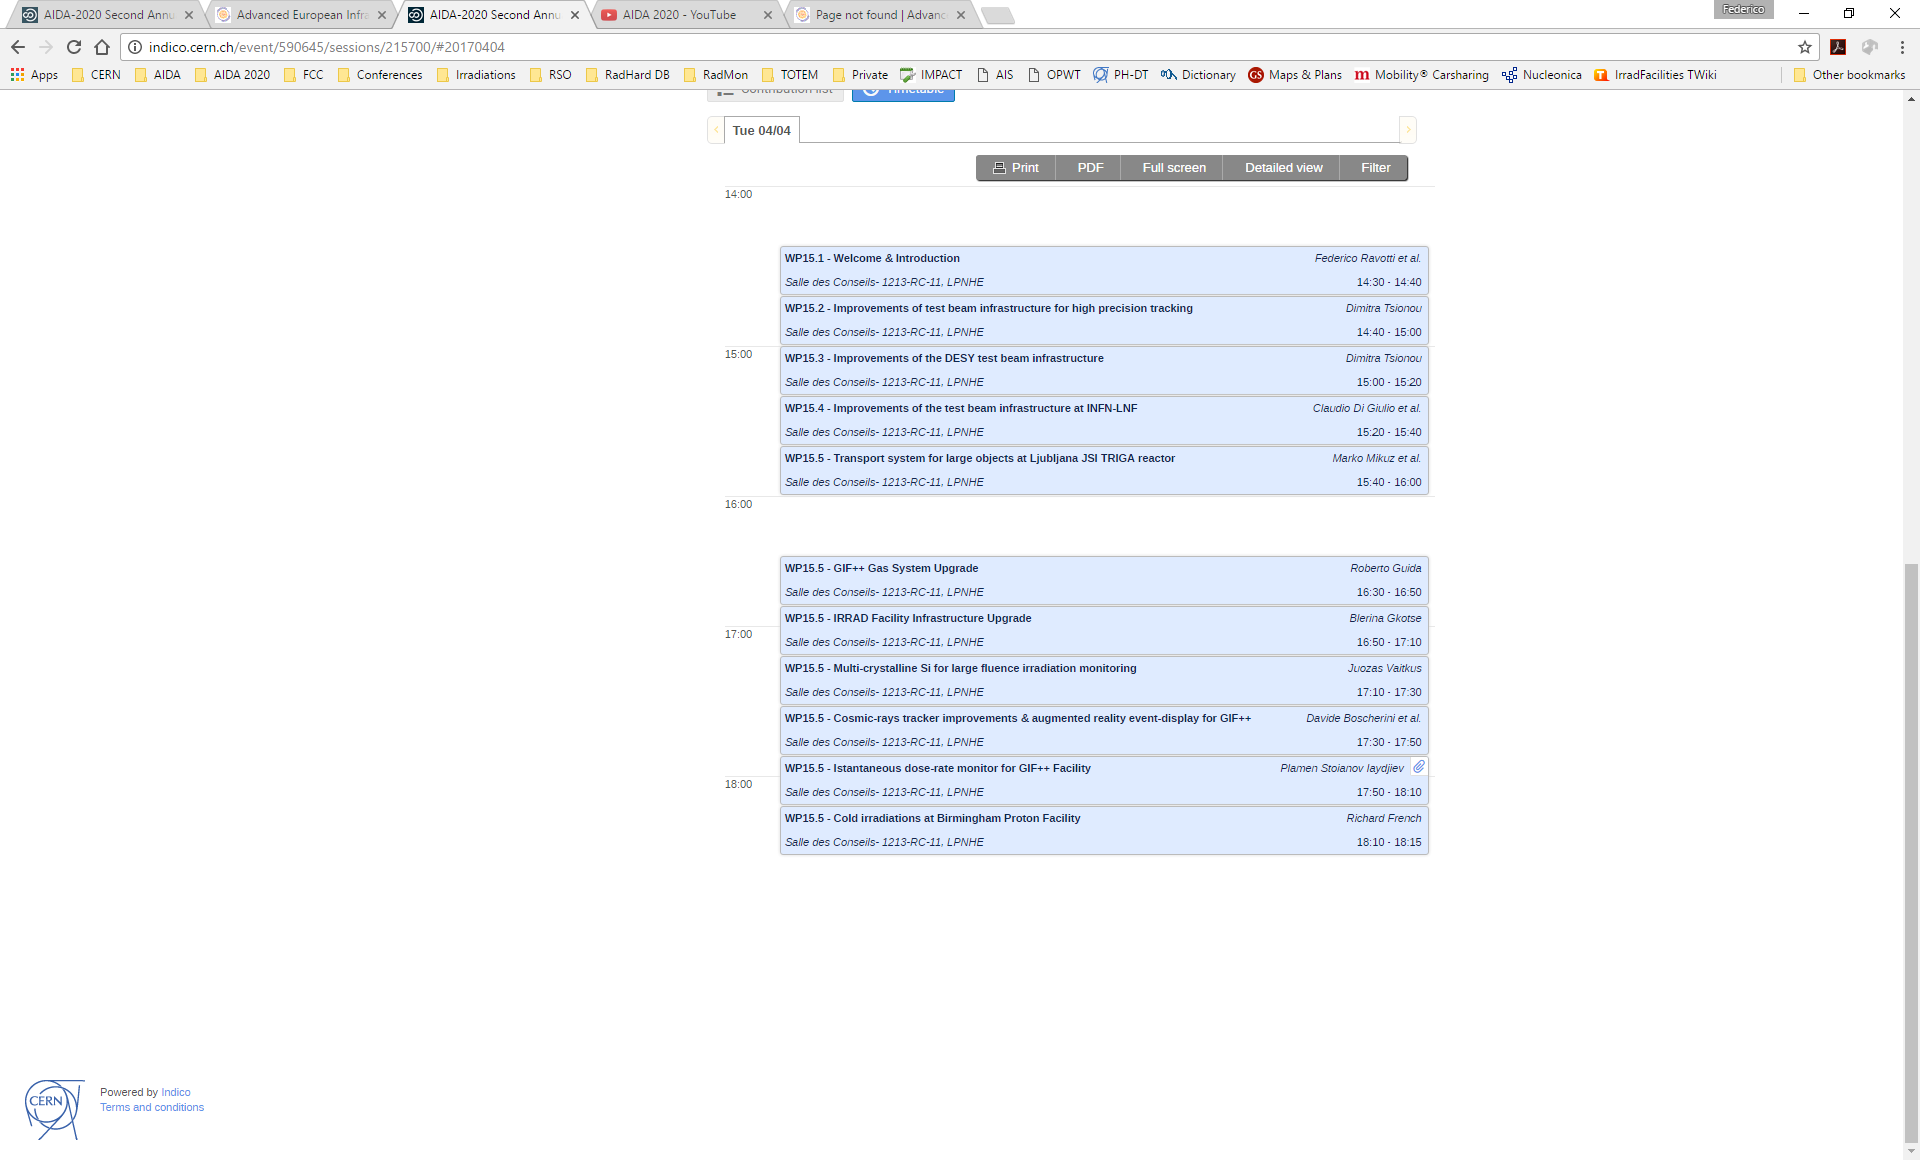 AIDA-2020 Second Annu
Advanced European Infra
AIDA-2020 Second Annu
AIDA 2020 - YouTube
Page not found | Advanc
Federico
indico.cern.ch/event/590645/sessions/215700/#20170404
Apps CERN AIDA AIDA 2020 FCC Conferences Irradiations RSO RadHard DB RadMon TOTEM Private IMPACT AIS OPWT PH-DT Dictionary Maps & Plans Mobility® Carsharing Nucleonica IrradFacilities TWiki Other bookmarks
Contribution list Timetable
Tue 04/04
Print PDF Full screen Detailed view Filter
14:00
WP15.1 - Welcome & Introduction Federico Ravotti et al.
Salle des Conseils- 1213-RC-11, LPNHE 14:30 - 14:40
WP15.2 - Improvements of test beam infrastructure for high precision tracking Dimitra Tsionou
Salle des Conseils- 1213-RC-11, LPNHE 14:40 - 15:00
15:00
WP15.3 - Improvements of the DESY test beam infrastructure Dimitra Tsionou
Salle des Conseils- 1213-RC-11, LPNHE 15:00 - 15:20
WP15.4 - Improvements of the test beam infrastructure at INFN-LNF Claudio Di Giulio et al.
Salle des Conseils- 1213-RC-11, LPNHE 15:20 - 15:40
WP15.5 - Transport system for large objects at Ljubljana JSI TRIGA reactor Marko Mikuz et al.
Salle des Conseils- 1213-RC-11, LPNHE 15:40 - 16:00
16:00
WP15.5 - GIF++ Gas System Upgrade Roberto Guida
Salle des Conseils- 1213-RC-11, LPNHE 16:30 - 16:50
WP15.5 - IRRAD Facility Infrastructure Upgrade Blerina Gkotse
17:00
Salle des Conseils- 1213-RC-11, LPNHE 16:50 - 17:10
WP15.5 - Multi-crystalline Si for large fluence irradiation monitoring Juozas Vaitkus
Salle des Conseils- 1213-RC-11, LPNHE 17:10 - 17:30
WP15.5 - Cosmic-rays tracker improvements & augmented reality event-display for GIF++ Davide Boscherini et al.
Salle des Conseils- 1213-RC-11, LPNHE 17:30 - 17:50
WP15.5 - Istantaneous dose-rate monitor for GIF++ Facility Plamen Stoianov Iaydjiev
18:00
Salle des Conseils- 1213-RC-11, LPNHE 17:50 - 18:10
WP15.5 - Cold irradiations at Birmingham Proton Facility Richard French
Salle des Conseils- 1213-RC-11, LPNHE 18:10 - 18:15
CERN
Powered by Indico
Terms and conditions